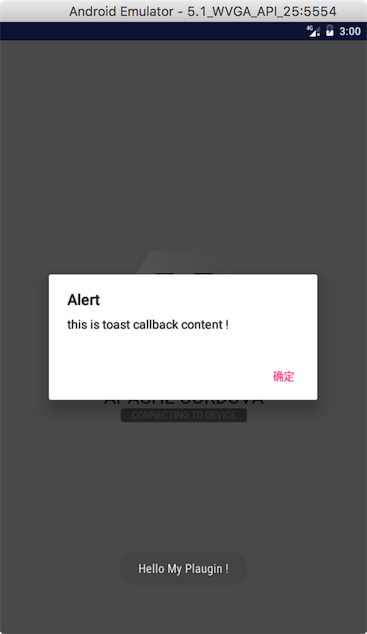 Android Emulator - 5.1_WVGA_API_25:5554
4G 3:00
Alert
this is toast callback content !
确定
APACHE CORDOVA
CONNECTING TO DEVICE
Hello My Plaugin !